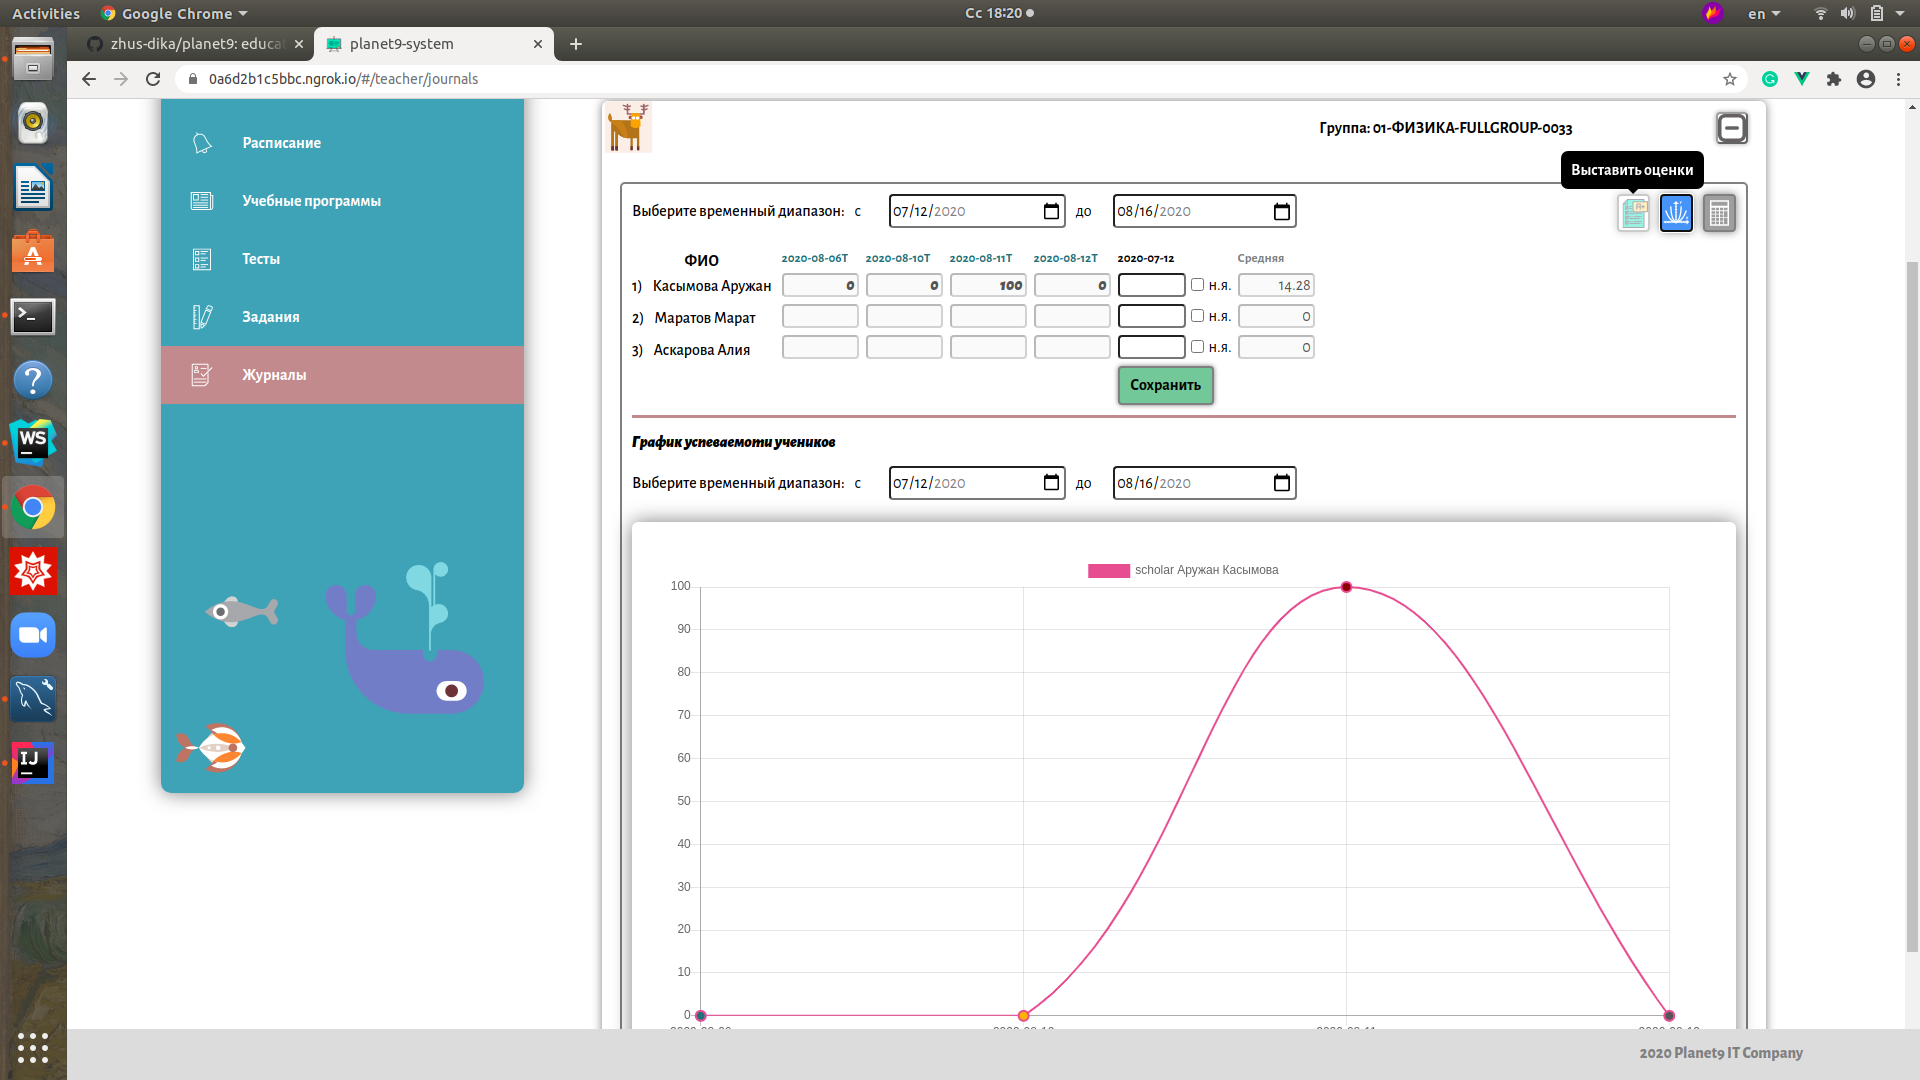 Activities Google Chrome Сс 18:20 en
zhus-dika/planet9: educa planet9-system
0a6d2b1c5bbc.ngrok.io/#/teacher/journals
Расписание
Учебные программы
Тесты
Задания
Журналы
Группа: 01-ФИЗИКА-FULLGROUP-0033
Выставить оценки
Выберите временный диапазон: с 07/12/2020 до 08/16/2020
ФИО 2020-08-06T 2020-08-10T 2020-08-11T 2020-08-12T 2020-07-12 Средняя
1) Касымова Аружан 0 0 100 0 н.я. 14.28
2) Маратов Марат н.я. 0
3) Аскарова Алия н.я. 0
Сохранить
График успеваемоти учеников
Выберите временный диапазон: с 07/12/2020 до 08/16/2020
scholar Аружан Касымова
100
90
80
70
60
50
40
30
20
10
0
2020 Planet9 IT Company
WS
IJ